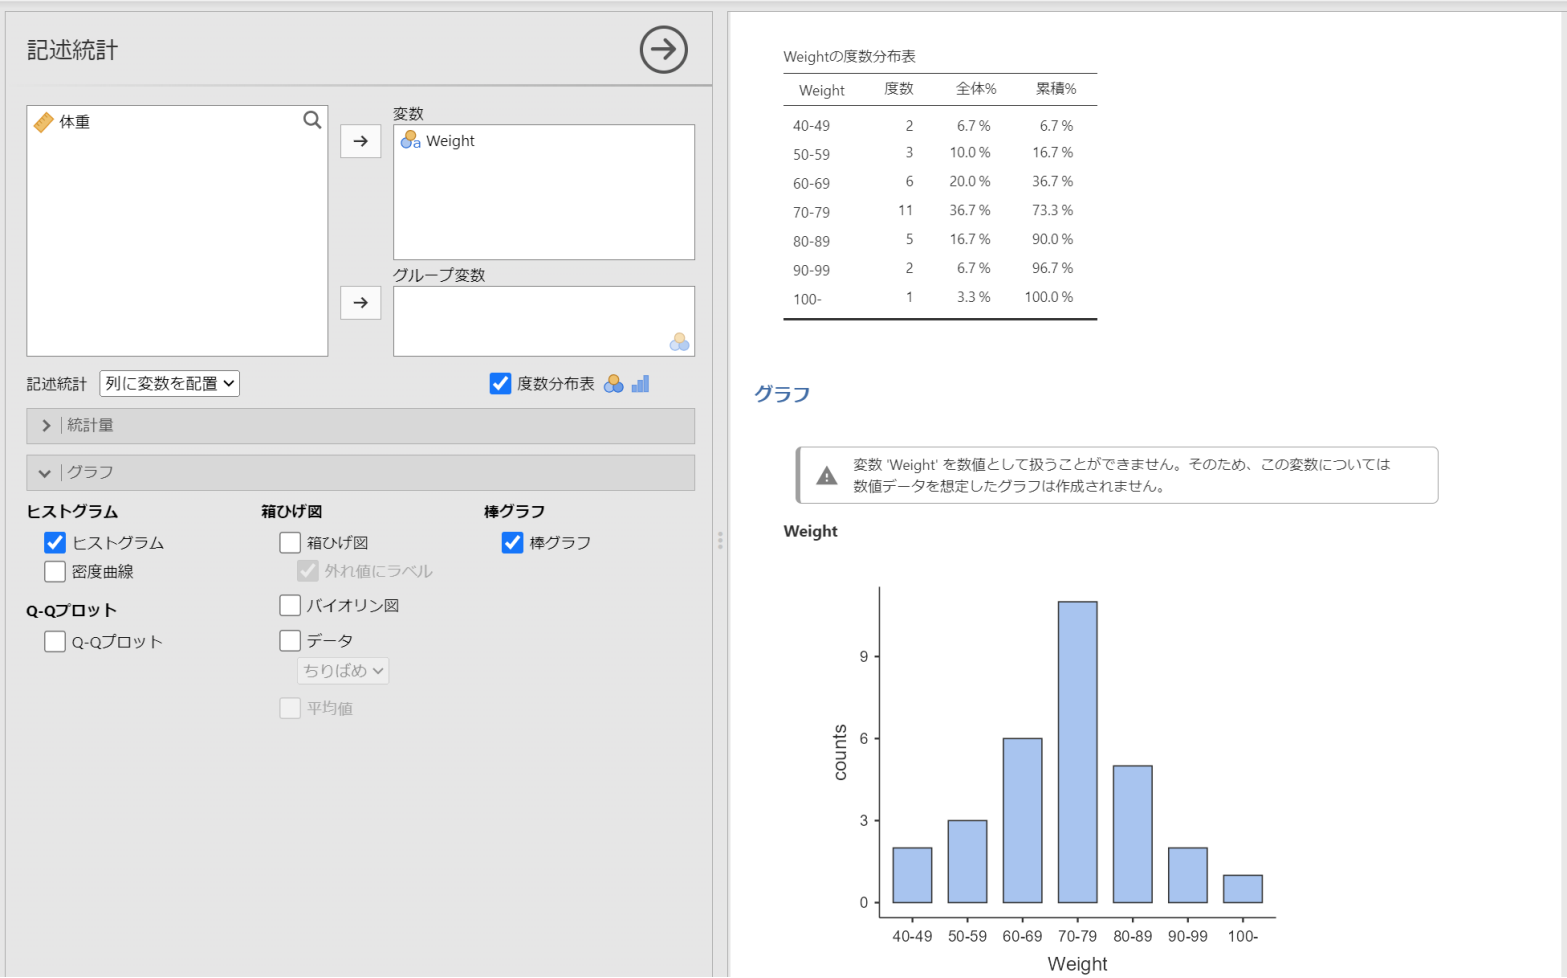 記述統計
体重
変数
Weight
グループ変数
記述統計 列に変数を配置 度数分布表
統計量
グラフ
ヒストグラム 箱ひげ図 棒グラフ
ヒストグラム 箱ひげ図 棒グラフ
密度曲線 外れ値にラベル
バイオリン図
Q-Qプロット
Q-Qプロット データ
ちりばめ
平均値
Weightの度数分布表
Weight 度数 全体% 累積%
40-49 2 6.7 % 6.7 %
50-59 3 10.0 % 16.7 %
60-69 6 20.0 % 36.7 %
70-79 11 36.7 % 73.3 %
80-89 5 16.7 % 90.0 %
90-99 2 6.7 % 96.7 %
100- 1 3.3 % 100.0 %
グラフ
変数 'Weight' を数値として扱うことができません。そのため、この変数については
数値データを想定したグラフは作成されません。
Weight
9
6
3
0
counts
40-49 50-59 60-69 70-79 80-89 90-99 100-
Weight